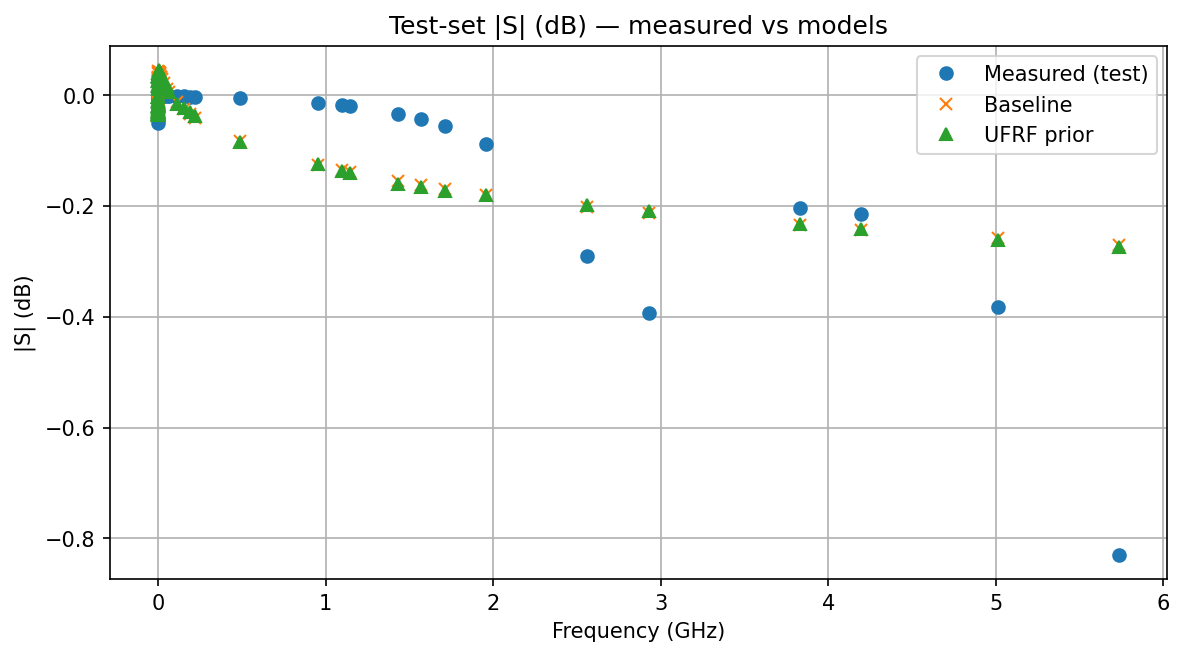 Test-set |S| (dB) — measured vs models
Measured (test)
Baseline
UFRF prior
|S| (dB)
0.0
−0.2
−0.4
−0.6
−0.8
0 1 2 3 4 5 6
Frequency (GHz)